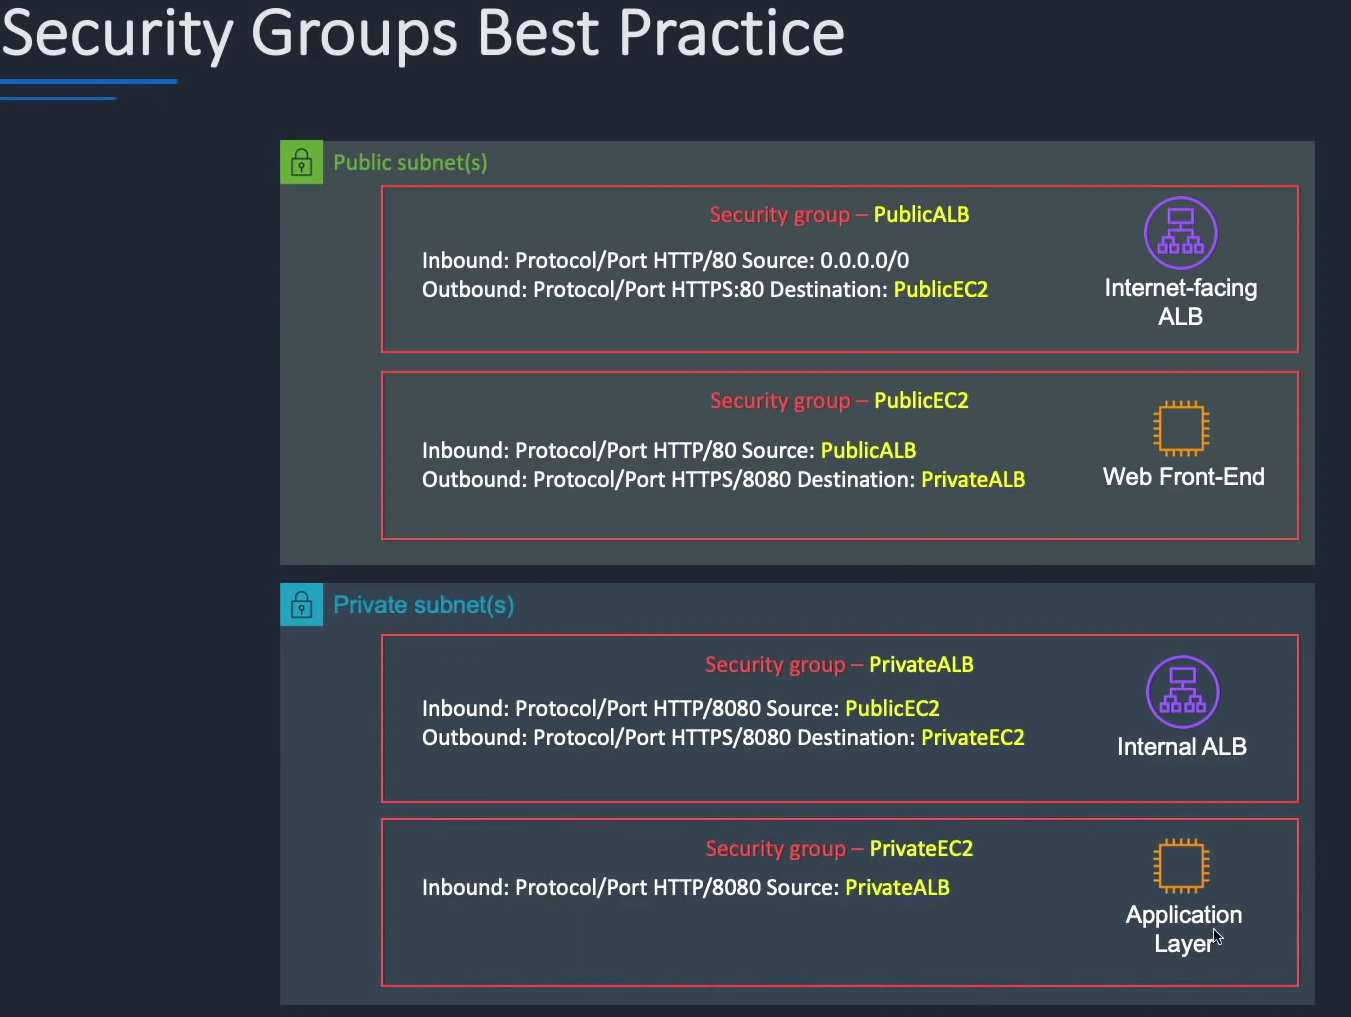 Security Groups Best Practice
Public subnet(s)
Security group – PublicALB
Inbound: Protocol/Port HTTP/80 Source: 0.0.0.0/0
Outbound: Protocol/Port HTTPS:80 Destination: PublicEC2
Internet-facing
ALB
Security group – PublicEC2
Inbound: Protocol/Port HTTP/80 Source: PublicALB
Outbound: Protocol/Port HTTPS/8080 Destination: PrivateALB
Web Front-End
Private subnet(s)
Security group – PrivateALB
Inbound: Protocol/Port HTTP/8080 Source: PublicEC2
Outbound: Protocol/Port HTTPS/8080 Destination: PrivateEC2
Internal ALB
Security group – PrivateEC2
Inbound: Protocol/Port HTTP/8080 Source: PrivateALB
Application
Layer